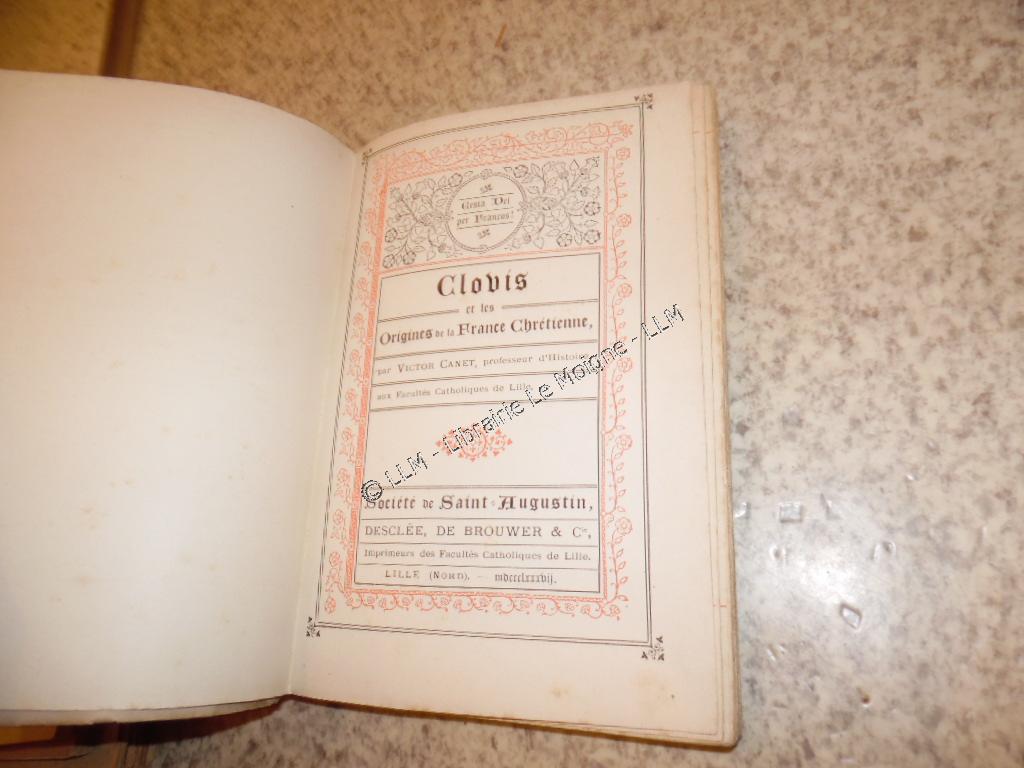 Gesta Dei
per Francos!
Clovis
et les
Origines de la France Chrétienne,
par Victor Canet, professeur d'Histoire
aux Facultés Catholiques de Lille.
© LLM - Librairie Le Moigne - LLM
Société de Saint-Augustin,
DESCLÉE, DE BROUWER & Cie,
Imprimeurs des Facultés Catholiques de Lille.
LILLE (NORD). — mdccclxxxvij.